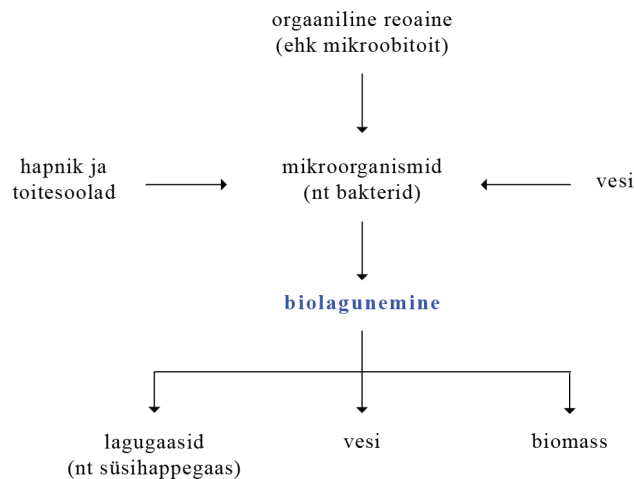 orgaaniline reoaine
(ehk mikroobitoit)
hapnik ja
toitesoolad
mikroorganismid
(nt bakterid)
vesi
biolagunemine
lagugaasid
(nt süsihappegaas)
vesi
biomass